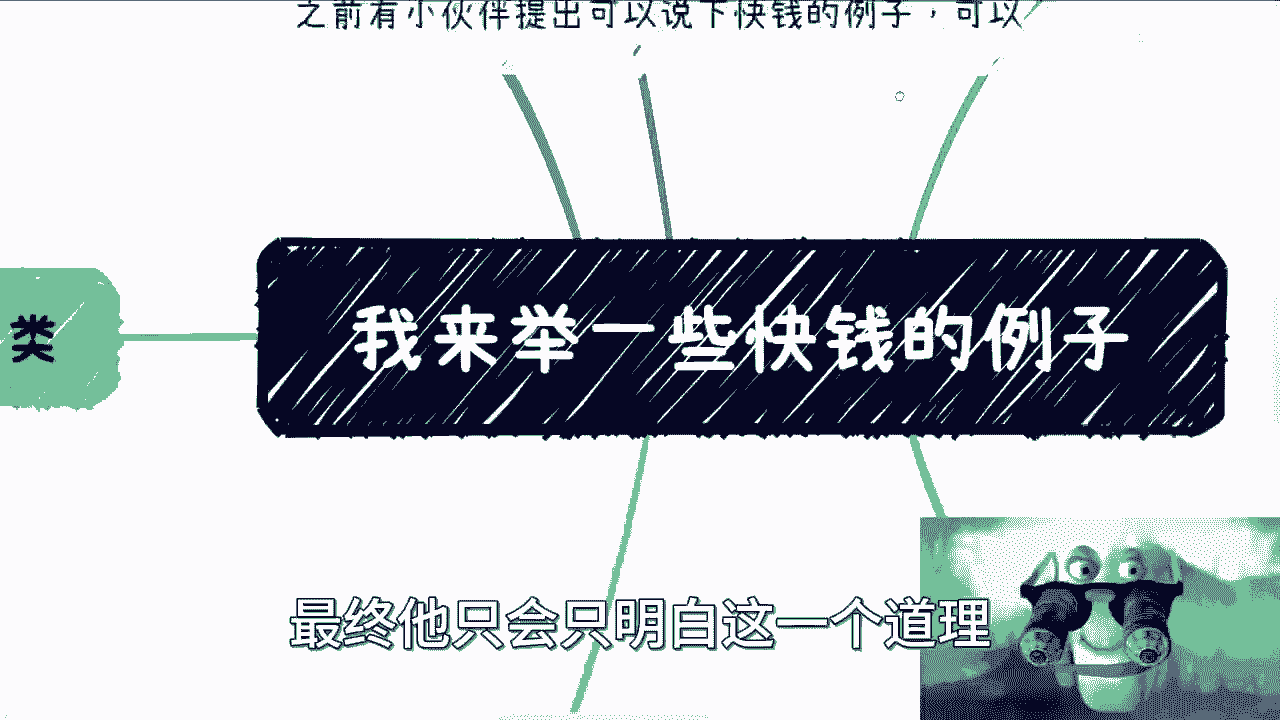 之前有小伙伴提出可以说下快钱的例子，可以
类
我来举一些快钱的例子
最终他只会只明白这一个道理